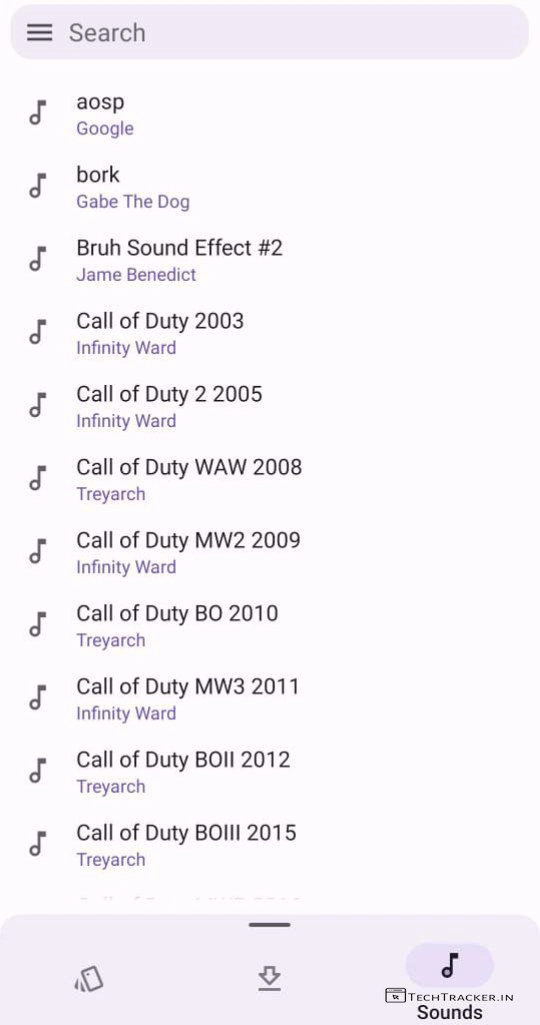 Search
aosp
Google
bork
Gabe The Dog
Bruh Sound Effect #2
Jame Benedict
Call of Duty 2003
Infinity Ward
Call of Duty 2 2005
Infinity Ward
Call of Duty WAW 2008
Treyarch
Call of Duty MW2 2009
Infinity Ward
Call of Duty BO 2010
Treyarch
Call of Duty MW3 2011
Infinity Ward
Call of Duty BOII 2012
Treyarch
Call of Duty BOIII 2015
Treyarch
TECHTRACKER.IN
Sounds